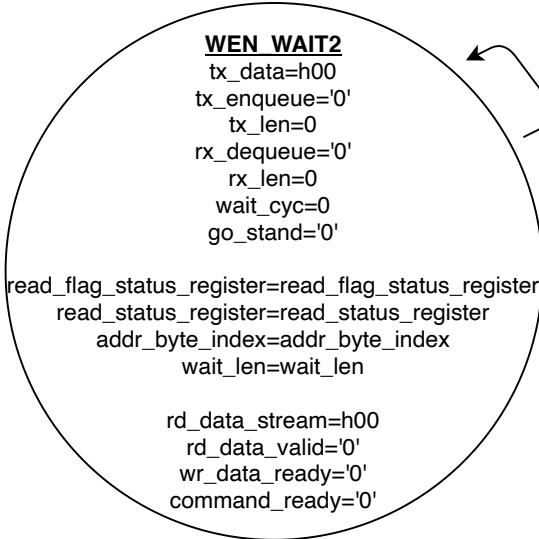 WEN_WAIT2
tx_data=h00
tx_enqueue='0'
tx_len=0
rx_dequeue='0'
rx_len=0
wait_cyc=0
go_stand='0'
read_flag_status_register=read_flag_status_register
read_status_register=read_status_register
addr_byte_index=addr_byte_index
wait_len=wait_len
rd_data_stream=h00
rd_data_valid='0'
wr_data_ready='0'
command_ready='0'